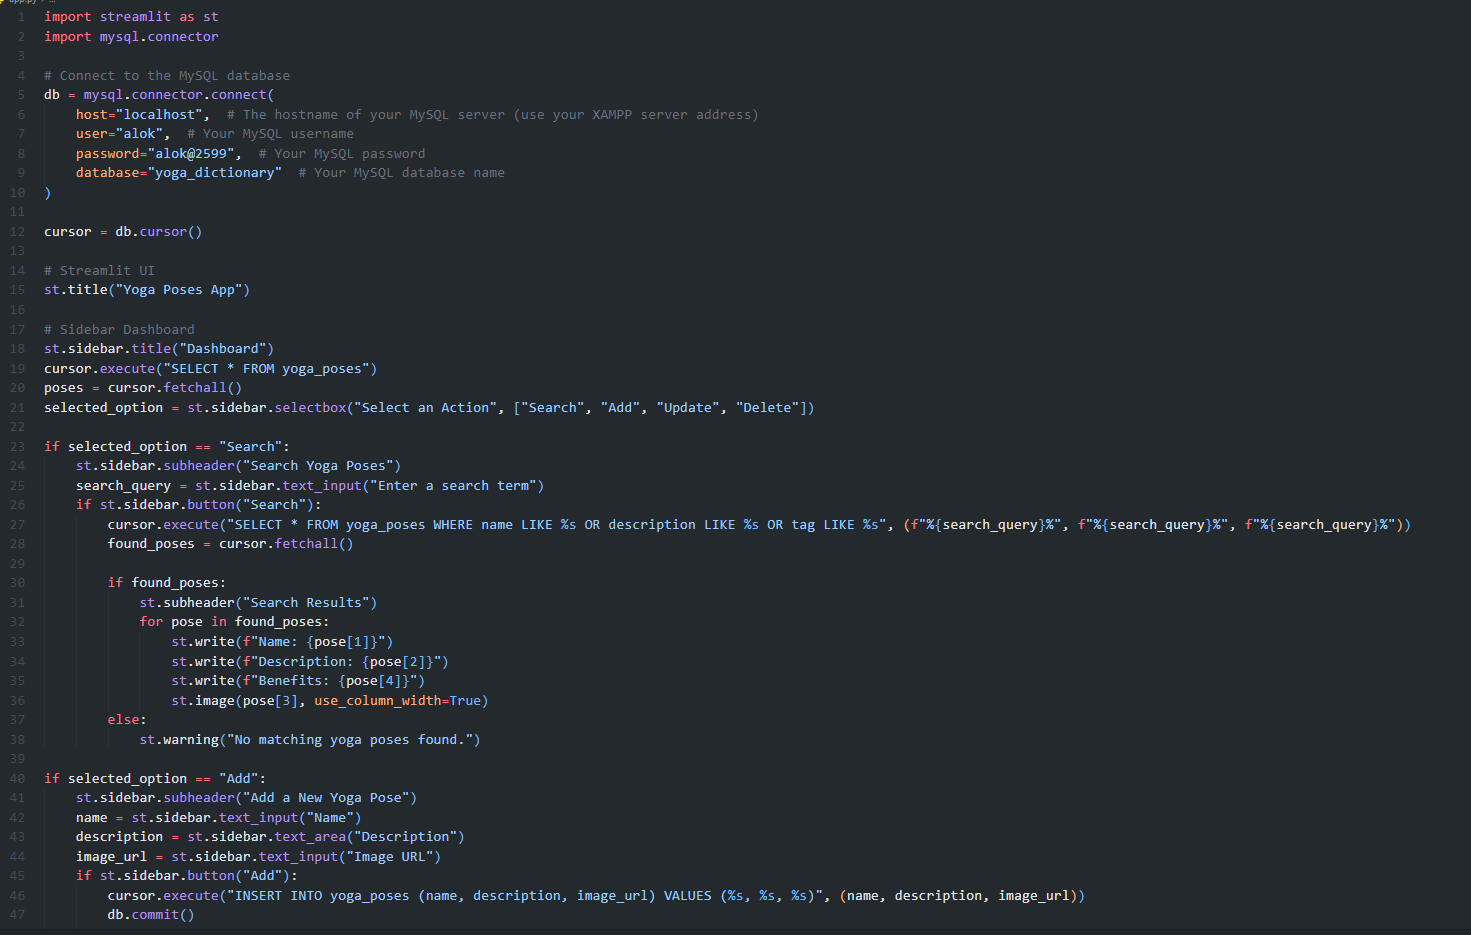 1 import streamlit as st
2 import mysql.connector
3
4 # Connect to the MySQL database
5 db = mysql.connector.connect(
6     host="localhost",  # The hostname of your MySQL server (use your XAMPP server address)
7     user="alok",  # Your MySQL username
8     password="alok@2599",  # Your MySQL password
9     database="yoga_dictionary"  # Your MySQL database name
10 )
11
12 cursor = db.cursor()
13
14 # Streamlit UI
15 st.title("Yoga Poses App")
16
17 # Sidebar Dashboard
18 st.sidebar.title("Dashboard")
19 cursor.execute("SELECT * FROM yoga_poses")
20 poses = cursor.fetchall()
21 selected_option = st.sidebar.selectbox("Select an Action", ["Search", "Add", "Update", "Delete"])
22
23 if selected_option == "Search":
24     st.sidebar.subheader("Search Yoga Poses")
25     search_query = st.sidebar.text_input("Enter a search term")
26     if st.sidebar.button("Search"):
27         cursor.execute("SELECT * FROM yoga_poses WHERE name LIKE %s OR description LIKE %s OR tag LIKE %s", (f"%{search_query}%", f"%{search_query}%", f"%{search_query}%"))
28         found_poses = cursor.fetchall()
29
30         if found_poses:
31             st.subheader("Search Results")
32             for pose in found_poses:
33                 st.write(f"Name: {pose[1]}")
34                 st.write(f"Description: {pose[2]}")
35                 st.write(f"Benefits: {pose[4]}")
36                 st.image(pose[3], use_column_width=True)
37         else:
38             st.warning("No matching yoga poses found.")
39
40 if selected_option == "Add":
41     st.sidebar.subheader("Add a New Yoga Pose")
42     name = st.sidebar.text_input("Name")
43     description = st.sidebar.text_area("Description")
44     image_url = st.sidebar.text_input("Image URL")
45     if st.sidebar.button("Add"):
46         cursor.execute("INSERT INTO yoga_poses (name, description, image_url) VALUES (%s, %s, %s)", (name, description, image_url))
47         db.commit()